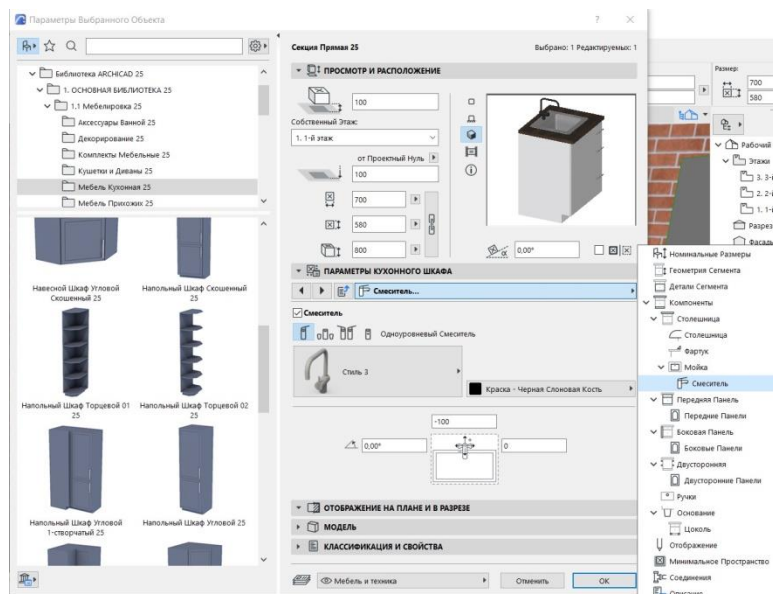 Параметры Выбранного Объекта
Библиотека ARCHICAD 25
1. ОСНОВНАЯ БИБЛИОТЕКА 25
1.1 Мебелировка 25
Аксессуары Ванной 25
Декорирование 25
Комплекты Мебельные 25
Кушетки и Диваны 25
Мебель Кухонная 25
Мебель Прихожих 25
Навесной Шкаф Угловой
Скошенный 25
Напольный Шкаф Скошенный
25
Напольный Шкаф Торцевой 01
25
Напольный Шкаф Торцевой 02
25
Напольный Шкаф Угловой
1-створчатый 25
Напольный Шкаф Угловой 25
Секция Прямая 25
Выбрано: 1 Редактируемых: 1
ПРОСМОТР И РАСПОЛОЖЕНИЕ
100
Собственный Этаж:
1. 1-й этаж
от Проектный Нуль
100
700
580
800
0,00°
ПАРАМЕТРЫ КУХОННОГО ШКАФА
Смеситель...
Смеситель
Одноуровневый Смеситель
Стиль 3
Краска - Черная Слоновая Кость
-100
0,00°
0
ОТОБРАЖЕНИЕ НА ПЛАНЕ И В РАЗРЕЗЕ
МОДЕЛЬ
КЛАССИФИКАЦИЯ И СВОЙСТВА
Мебель и техника
Отменить
OK
Размер:
700
580
Рабочий
Этажи
3. 3-
2. 2-
1. 1-
Разрез
Фасады
Номинальные Размеры
Геометрия Сегмента
Детали Сегмента
Компоненты
Столешница
Столешница
Фартук
Мойка
Смеситель
Передняя Панель
Передние Панели
Боковая Панель
Боковые Панели
Двусторонняя
Двусторонние Панели
Ручки
Основание
Цоколь
Отображение
Минимальное Пространство
Соединения
Описание